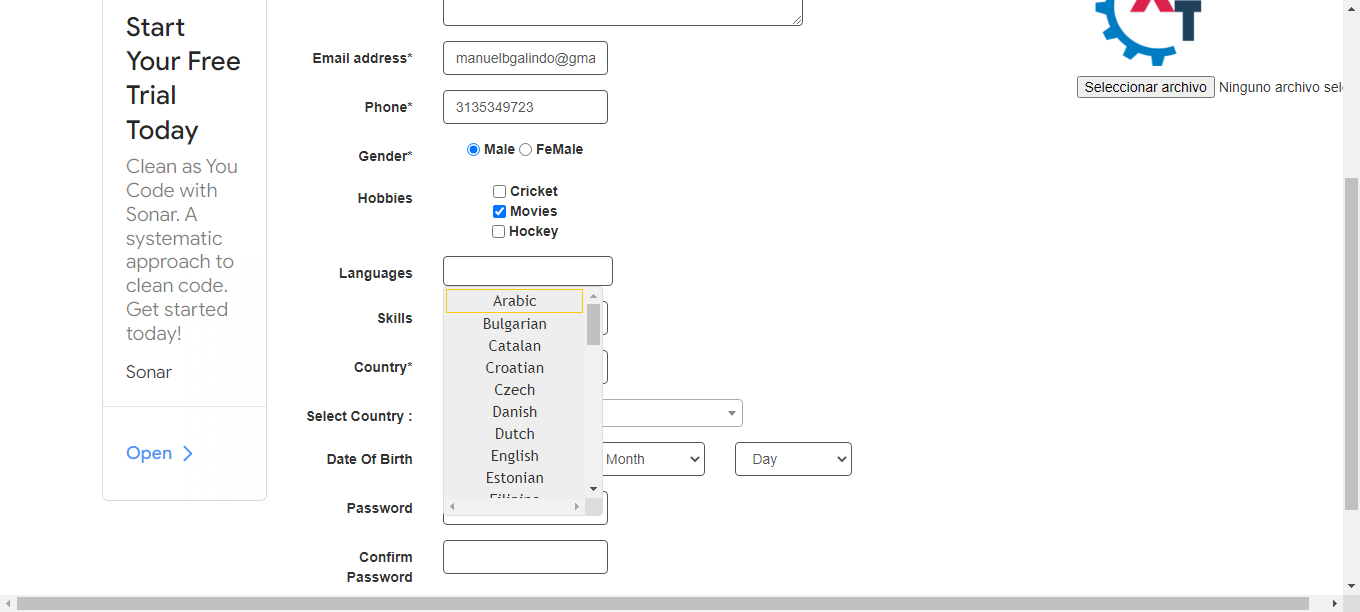 Start
Your Free
Trial
Today
Clean as You
Code with
Sonar. A
systematic
approach to
clean code.
Get started
today!
Sonar
Open
Email address*
manuelbgalindo@gma
Phone*
3135349723
Gender*
Male FeMale
Hobbies
Cricket
Movies
Hockey
Languages
Arabic
Bulgarian
Catalan
Croatian
Czech
Danish
Dutch
English
Estonian
Skills
Country*
Select Country :
Date Of Birth
Month
Day
Password
Confirm
Password
Seleccionar archivo Ninguno archivo sel